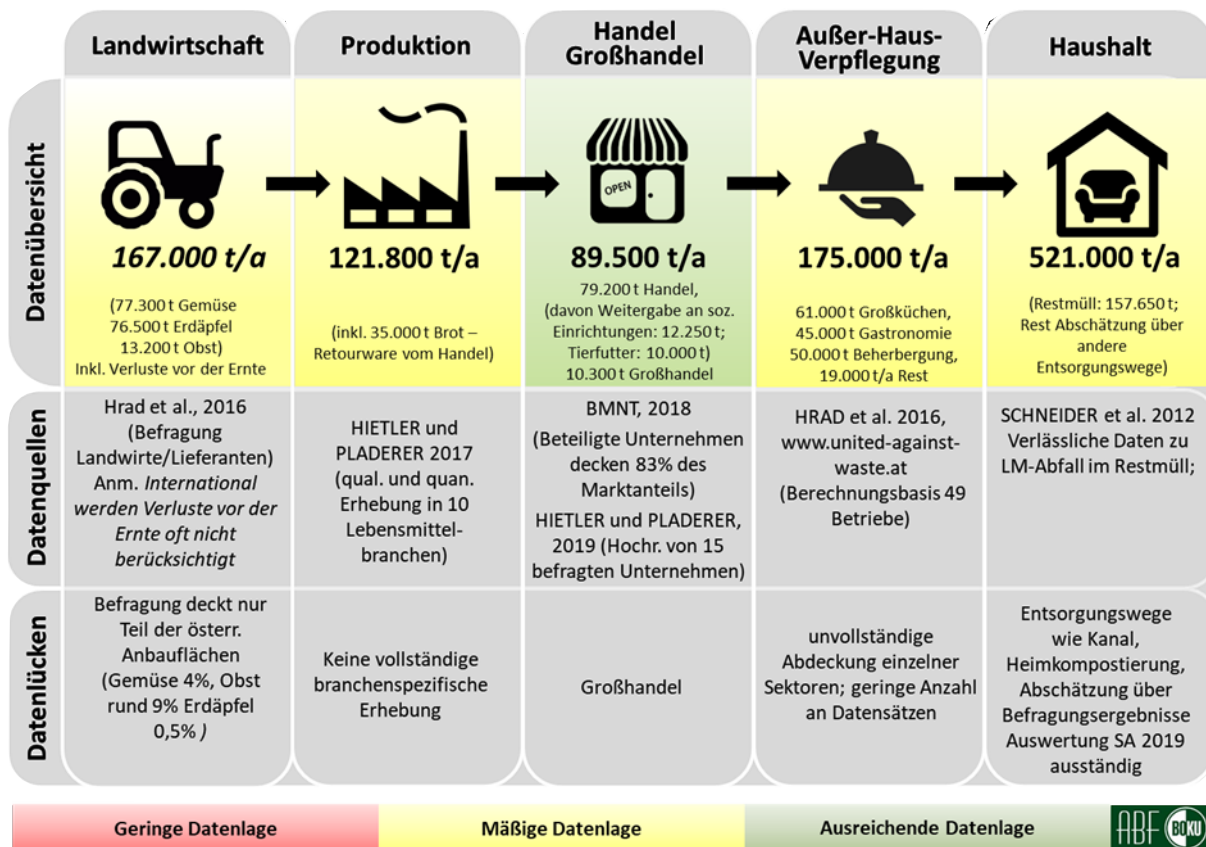 Landwirtschaft
Produktion
Handel
Großhandel
Außer-Haus-
Verpflegung
Haushalt
Datenübersicht
167.000 t/a
(77.300 t Gemüse
76.500 t Erdäpfel
13.200 t Obst)
Inkl. Verluste vor der Ernte
121.800 t/a
(inkl. 35.000 t Brot –
Retourware vom Handel)
OPEN
89.500 t/a
79.200 t Handel,
(davon Weitergabe an soz.
Einrichtungen: 12.250 t;
Tierfutter: 10.000 t)
10.300 t Großhandel
175.000 t/a
61.000 t Großküchen,
45.000 t Gastronomie
50.000 t Beherbergung,
19.000 t/a Rest
521.000 t/a
(Restmüll: 157.650 t;
Rest Abschätzung über
andere
Entsorgungswege)
Datenquellen
Hrad et al., 2016
(Befragung
Landwirte/Lieferanten)
Anm. International
werden Verluste vor der
Ernte oft nicht
berücksichtigt
HIETLER und
PLADERER 2017
(qual. und quan.
Erhebung in 10
Lebensmittel-
branchen)
BMNT, 2018
(Beteiligte Unternehmen
decken 83% des
Marktanteils)
HIETLER und PLADERER,
2019 (Hochr. von 15
befragten Unternehmen)
HRAD et al. 2016,
www.united-against-
waste.at
(Berechnungsbasis 49
Betriebe)
SCHNEIDER et al. 2012
Verlässliche Daten zu
LM-Abfall im Restmüll;
Datenlücken
Befragung deckt nur
Teil der österr.
Anbauflächen
(Gemüse 4%, Obst
rund 9% Erdäpfel
0,5% )
Keine vollständige
branchenspezifische
Erhebung
Großhandel
unvollständige
Abdeckung einzelner
Sektoren; geringe Anzahl
an Datensätzen
Entsorgungswege
wie Kanal,
Heimkompostierung,
Abschätzung über
Befragungsergebnisse
Auswertung SA 2019
ausständig
Geringe Datenlage
Mäßige Datenlage
Ausreichende Datenlage
ABF BOKU